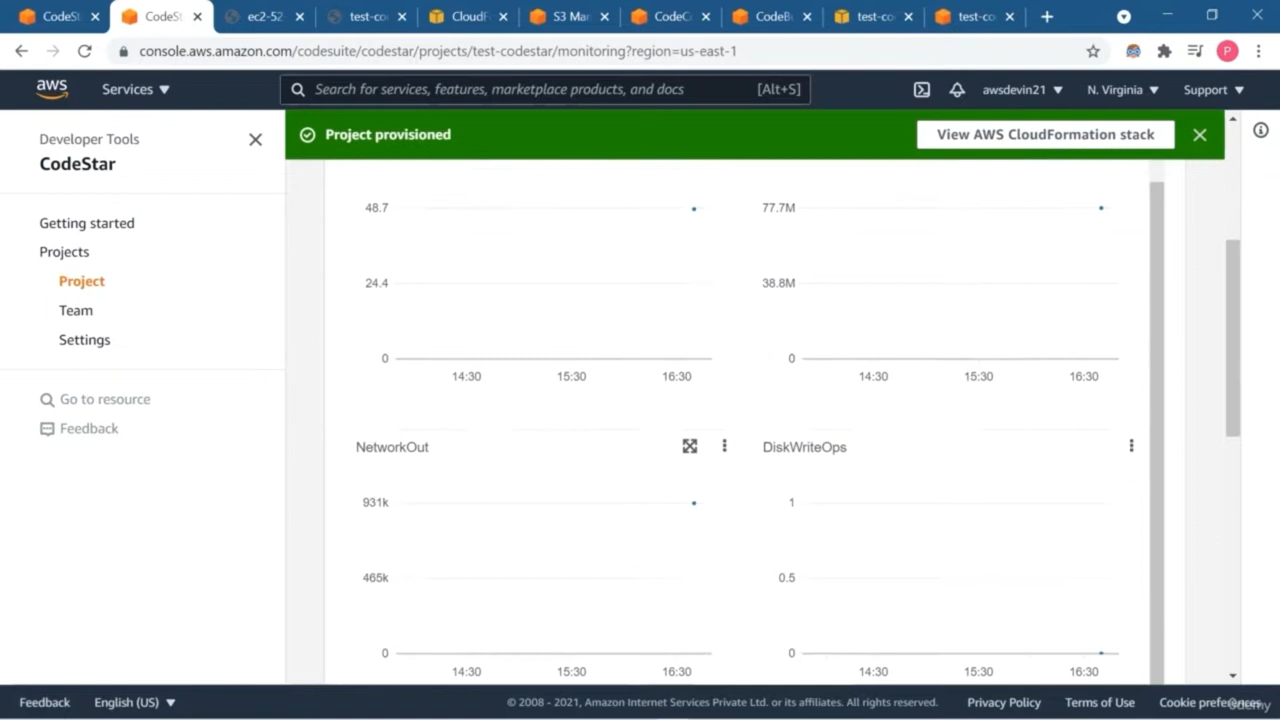 CodeSt
CodeSt
ec2-52-
test-co
CloudF
S3 Man
CodeC
CodeBu
test-co
test-co
console.aws.amazon.com/codesuite/codestar/projects/test-codestar/monitoring?region=us-east-1
P
aws
Services
Search for services, features, marketplace products, and docs
[Alt+S]
awsdevin21
N. Virginia
Support
Developer Tools
CodeStar
Getting started
Projects
Project
Team
Settings
Go to resource
Feedback
Project provisioned
View AWS CloudFormation stack
48.7
24.4
0
14:30 15:30 16:30
77.7M
38.8M
0
14:30 15:30 16:30
NetworkOut
931k
465k
0
14:30 15:30 16:30
DiskWriteOps
1
0.5
0
14:30 15:30 16:30
Feedback
English (US)
© 2008 - 2021, Amazon Internet Services Private Ltd. or its affiliates. All rights reserved.
Privacy Policy
Terms of Use
Cookie preferences
Udemy